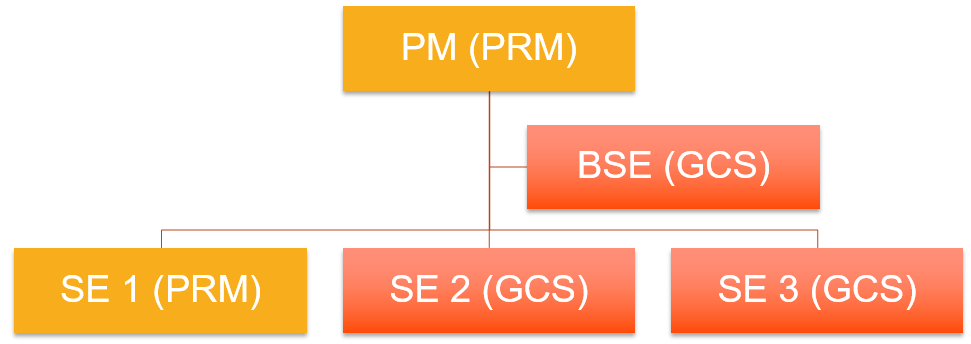 PM (PRM)
BSE (GCS)
SE 1 (PRM)
SE 2 (GCS)
SE 3 (GCS)